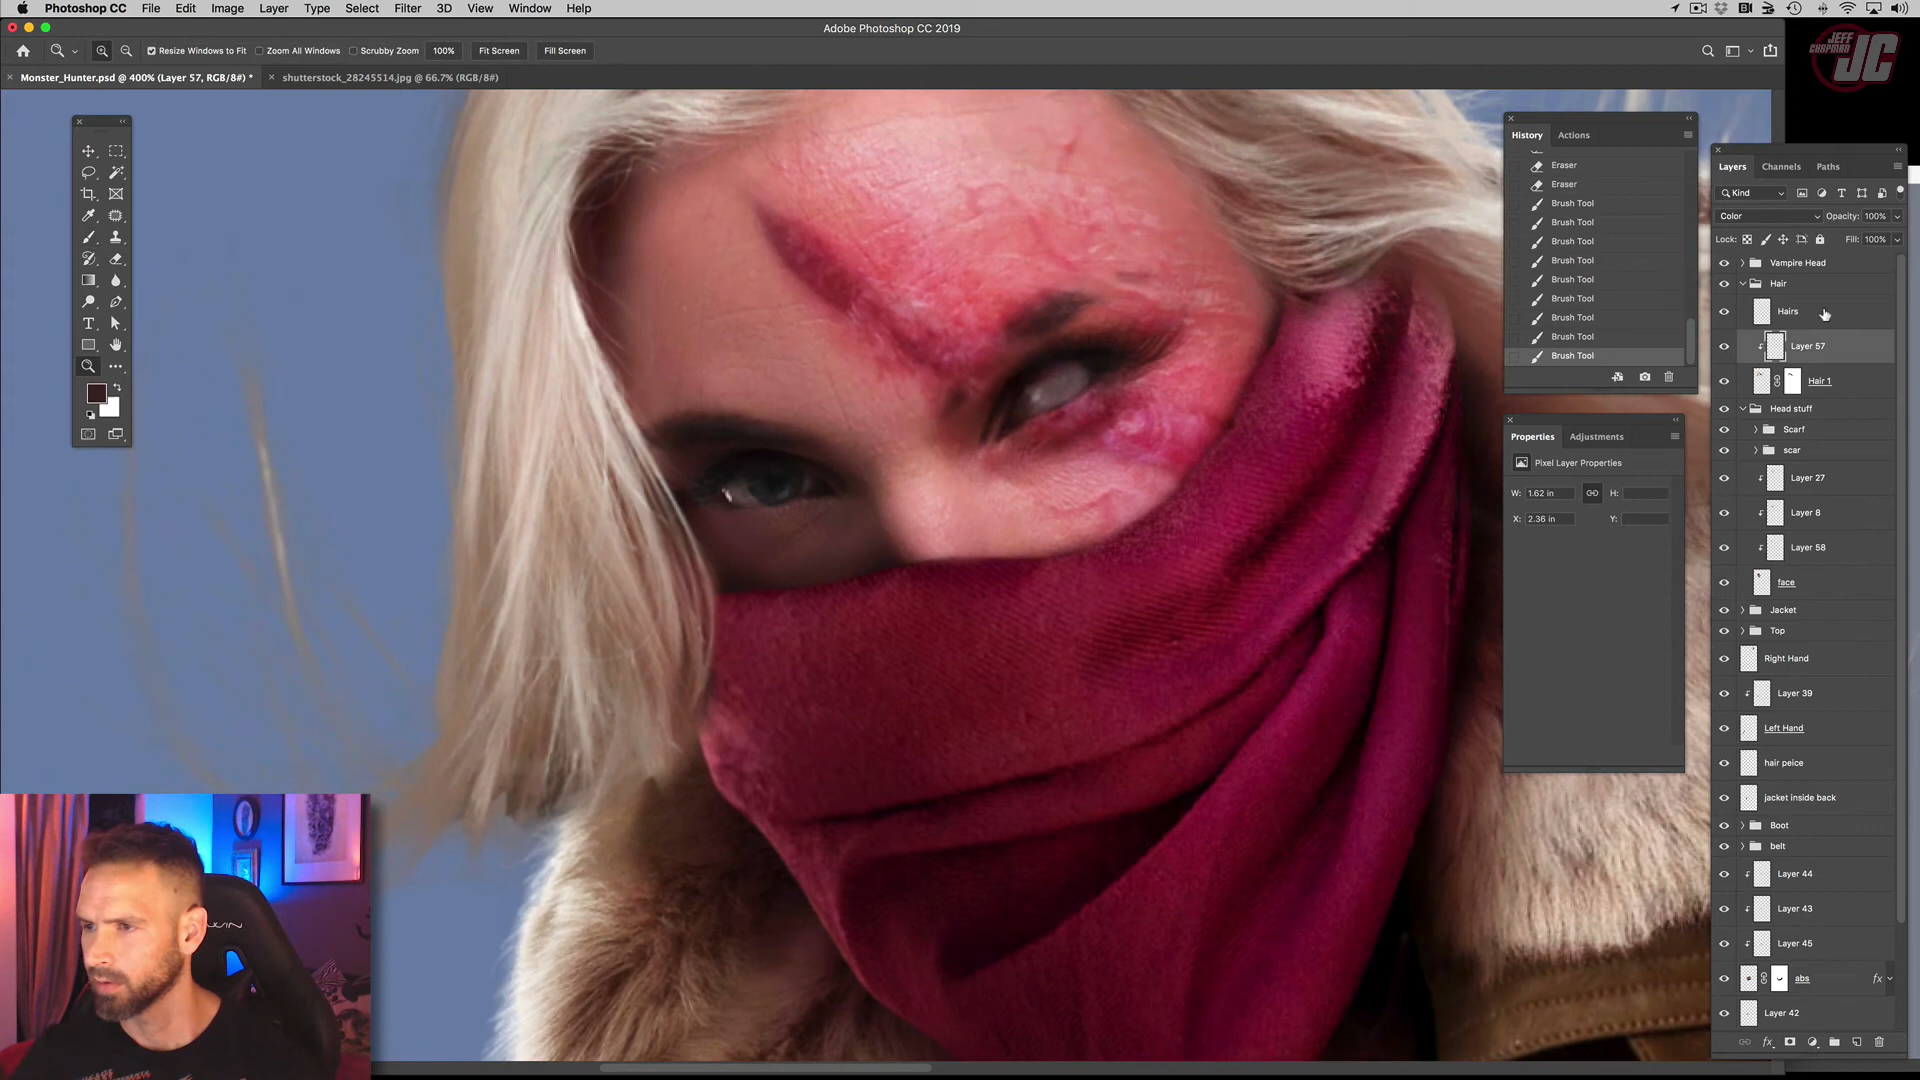 Photoshop CC File Edit Image Layer Type Select Filter 3D View Window Help
Adobe Photoshop CC 2019
Resize Windows to Fit Zoom All Windows Scrubby Zoom 100% Fit Screen Fill Screen
Monster_Hunter.psd @ 400% (Layer 57, RGB/8#) * shutterstock_28245514.jpg @ 66.7% (RGB/8#)
JEFF
CHAPMAN
JC
History Actions
Eraser
Eraser
Brush Tool
Brush Tool
Brush Tool
Brush Tool
Brush Tool
Brush Tool
Brush Tool
Brush Tool
Brush Tool
Properties Adjustments
Pixel Layer Properties
W: 1.62 in H:
X: 2.36 in Y:
Layers Channels Paths
Kind
Color Opacity: 100%
Lock: Fill: 100%
Vampire Head
Hair
Hairs
Layer 57
Hair 1
Head stuff
Scarf
scar
Layer 27
Layer 8
Layer 58
face
Jacket
Top
Right Hand
Layer 39
Left Hand
hair peice
jacket inside back
Boot
belt
Layer 44
Layer 43
Layer 45
abs fx
Layer 42
fx